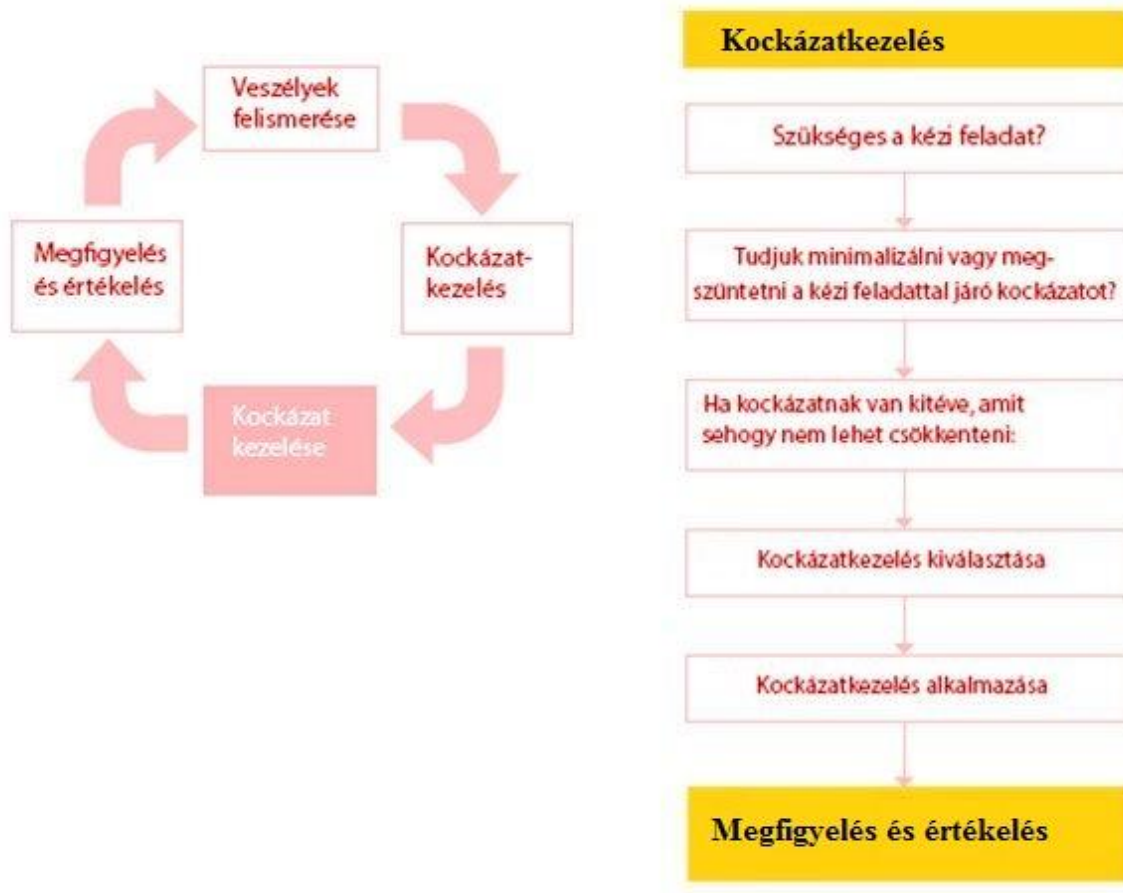 Veszélyek
felismerése
Kockázat-
kezelés
Kockázat
kezelése
Megfigyelés
és értékelés
Kockázatkezelés
Szükséges a kézi feladat?
Tudjuk minimalizálni vagy meg-
szüntetni a kézi feladattal járó kockázatot?
Ha kockázatnak van kitéve, amit
sehogy nem lehet csökkenteni:
Kockázatkezelés kiválasztása
Kockázatkezelés alkalmazása
Megfigyelés és értékelés